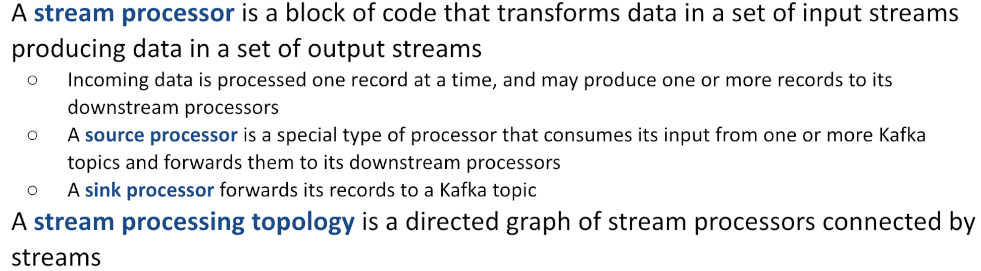 A stream processor is a block of code that transforms data in a set of input streams
producing data in a set of output streams
○ Incoming data is processed one record at a time, and may produce one or more records to its
downstream processors
○ A source processor is a special type of processor that consumes its input from one or more Kafka
topics and forwards them to its downstream processors
○ A sink processor forwards its records to a Kafka topic
A stream processing topology is a directed graph of stream processors connected by
streams